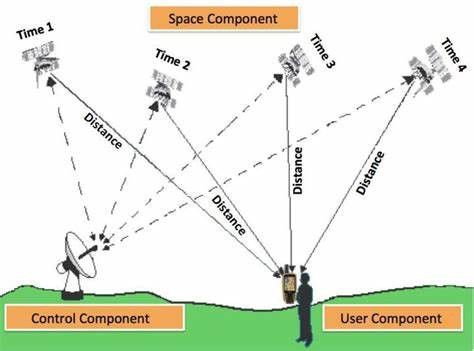 Space Component
Time 1
Time 2
Time 3
Time 4
Distance
Distance
Distance
Distance
Control Component
User Component